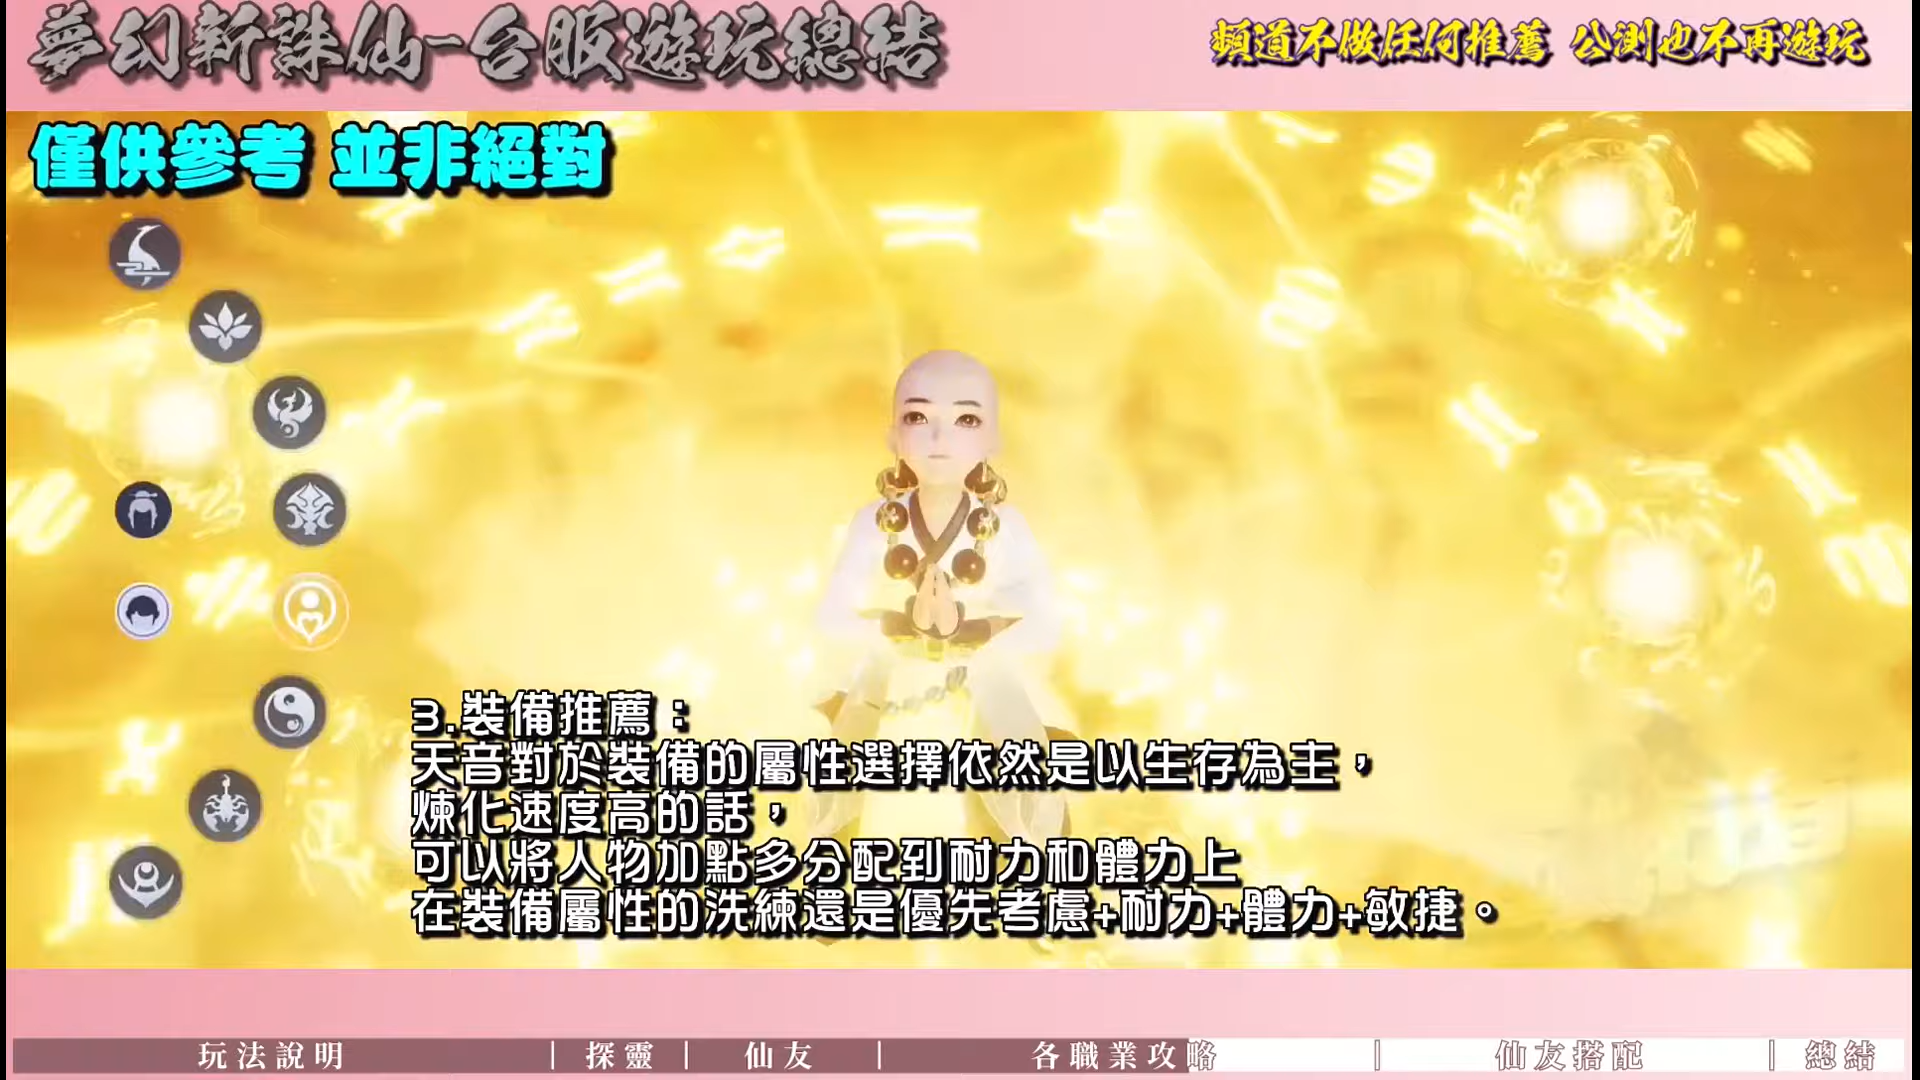 夢幻新誅仙-台服遊玩總結
頻道不做任何推薦 公測也不再遊玩
僅供參考 並非絕對
3.裝備推薦：
天音對於裝備的屬性選擇依然是以生存為主，
煉化速度高的話，
可以將人物加點多分配到耐力和體力上
在裝備屬性的洗練還是優先考慮+耐力+體力+敏捷。
玩法說明 | 探靈 | 仙友 | 各職業攻略 | 仙友搭配 | 總結